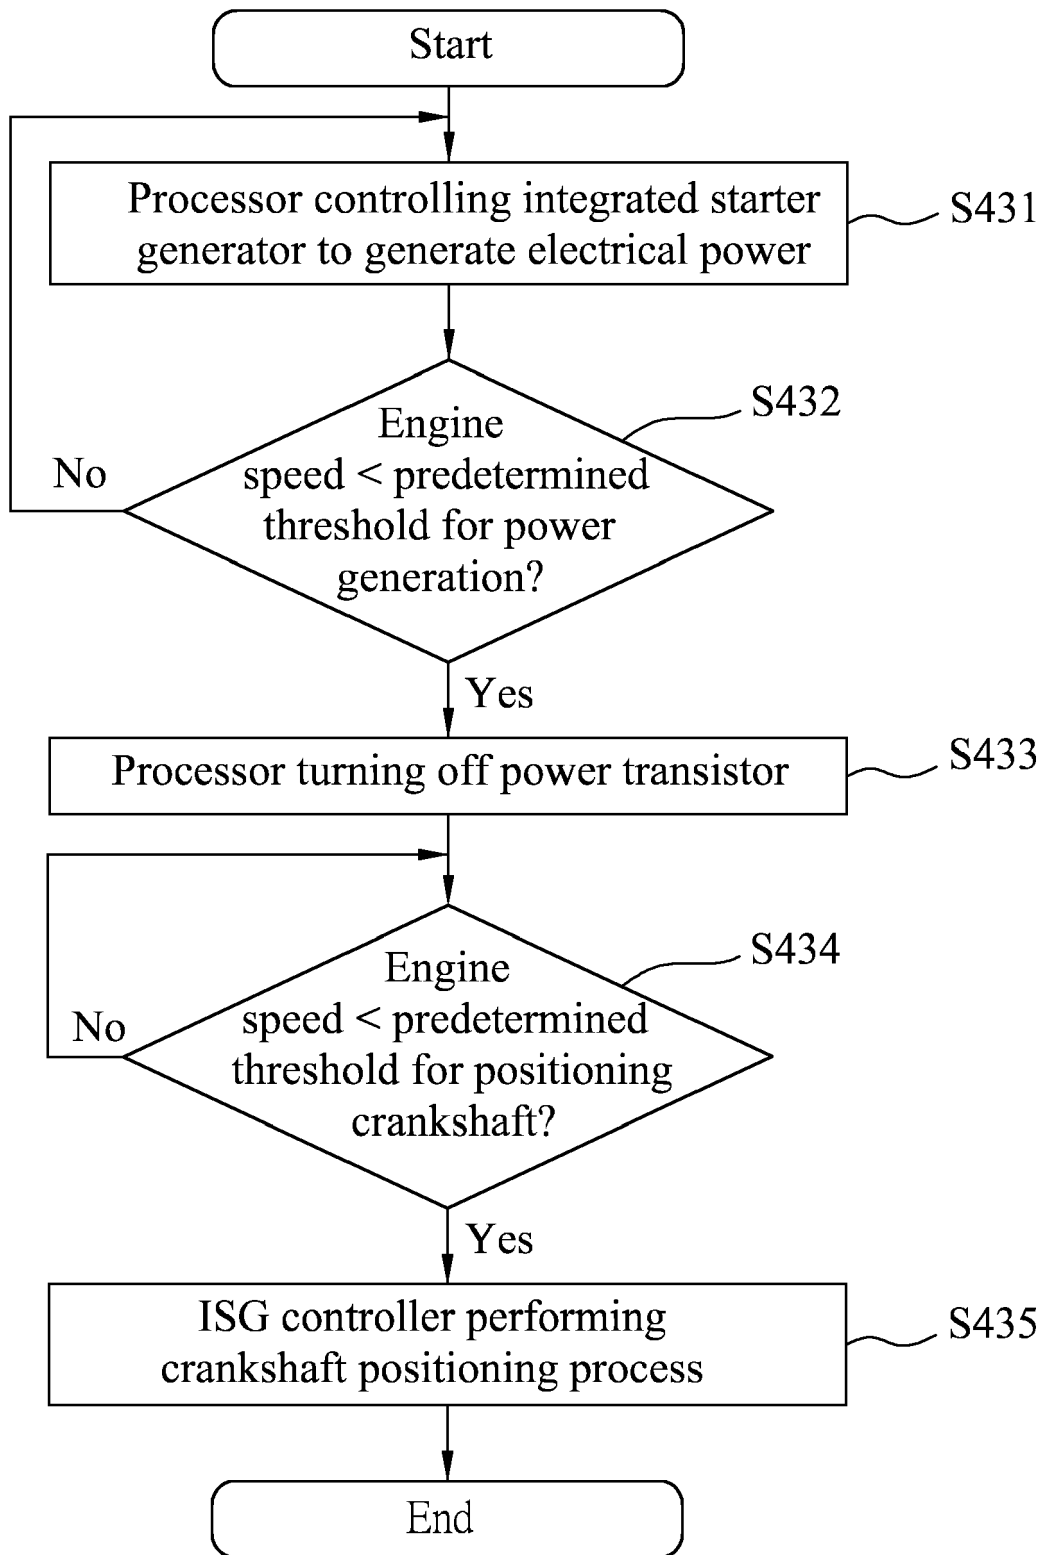 Start
Processor controlling integrated starter
generator to generate electrical power
S431
Engine
speed < predetermined
threshold for power
generation?
S432
No
Yes
Processor turning off power transistor
S433
Engine
speed < predetermined
threshold for positioning
crankshaft?
S434
No
Yes
ISG controller performing
crankshaft positioning process
S435
End